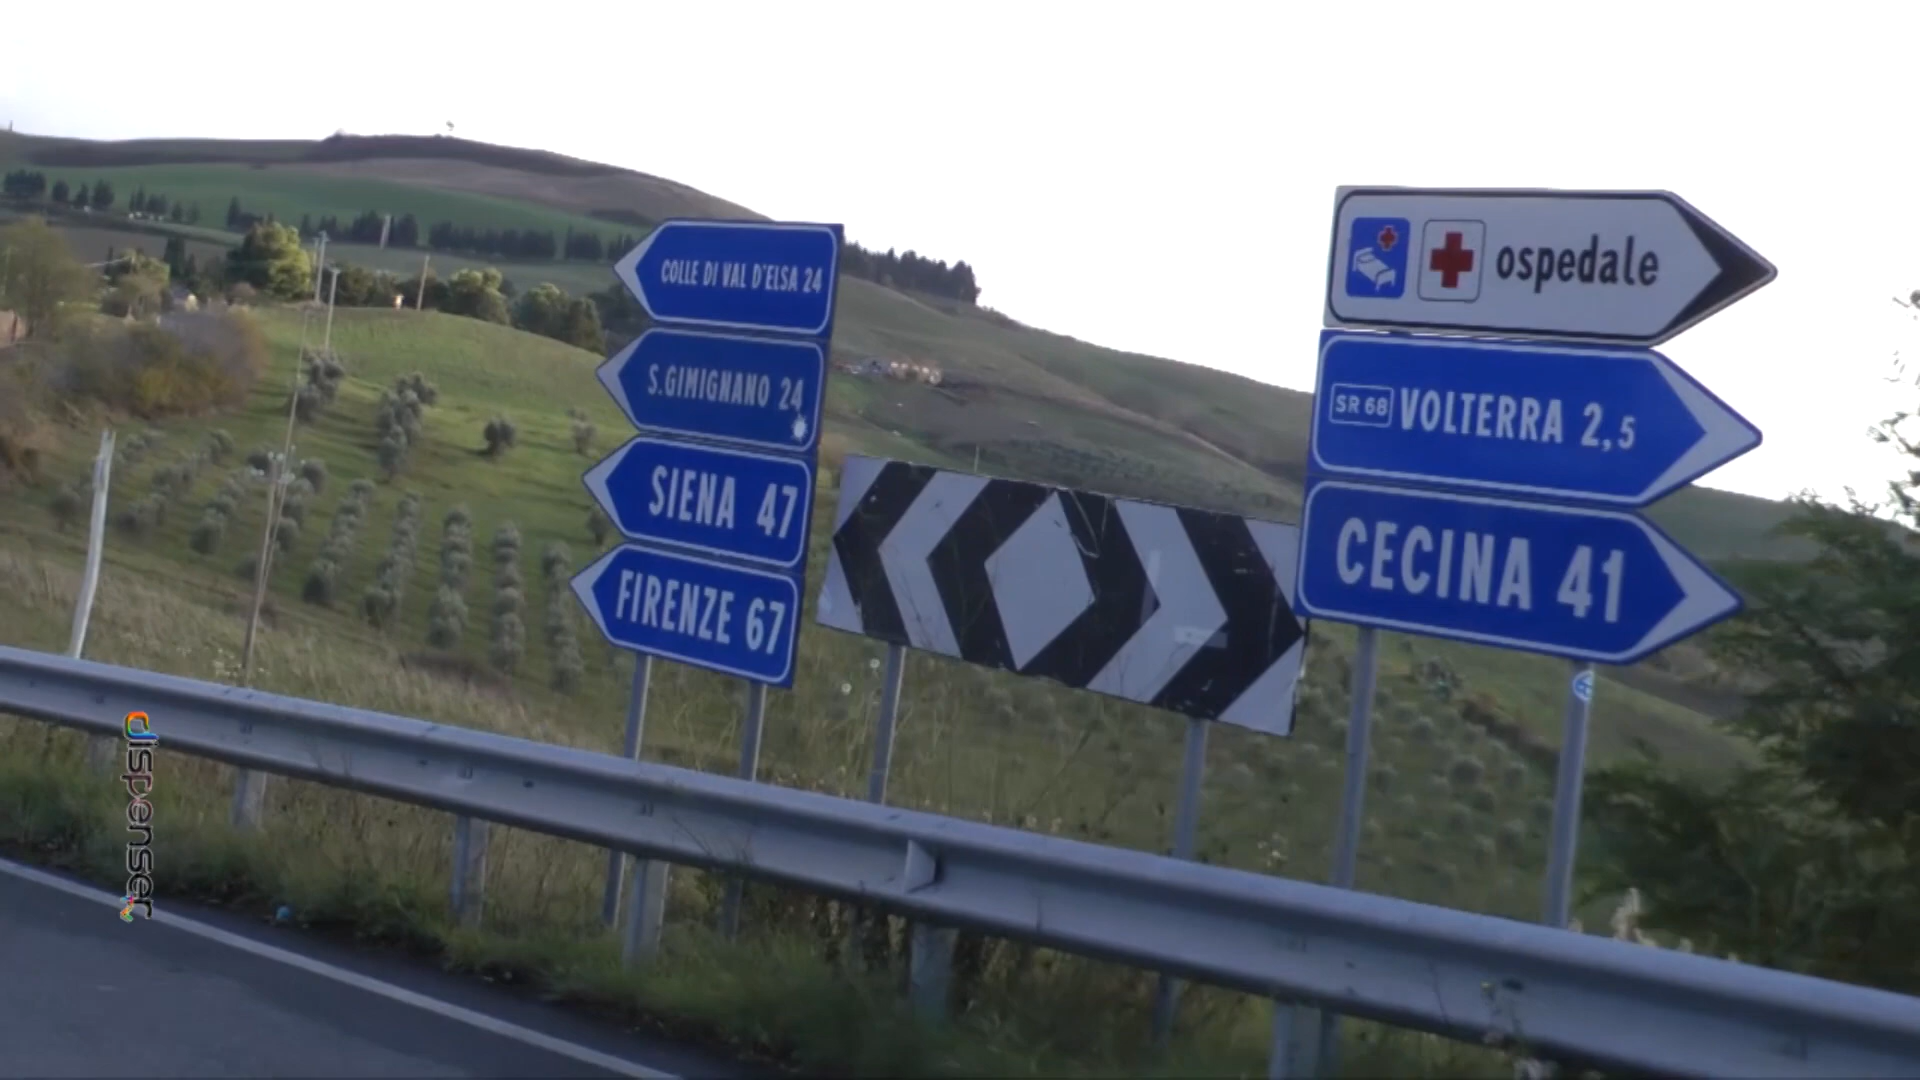 COLLE DI VAL D'ELSA 24
S.GIMIGNANO 24
SIENA 47
FIRENZE 67
ospedale
SR 68 VOLTERRA 2,5
CECINA 41
dispenser